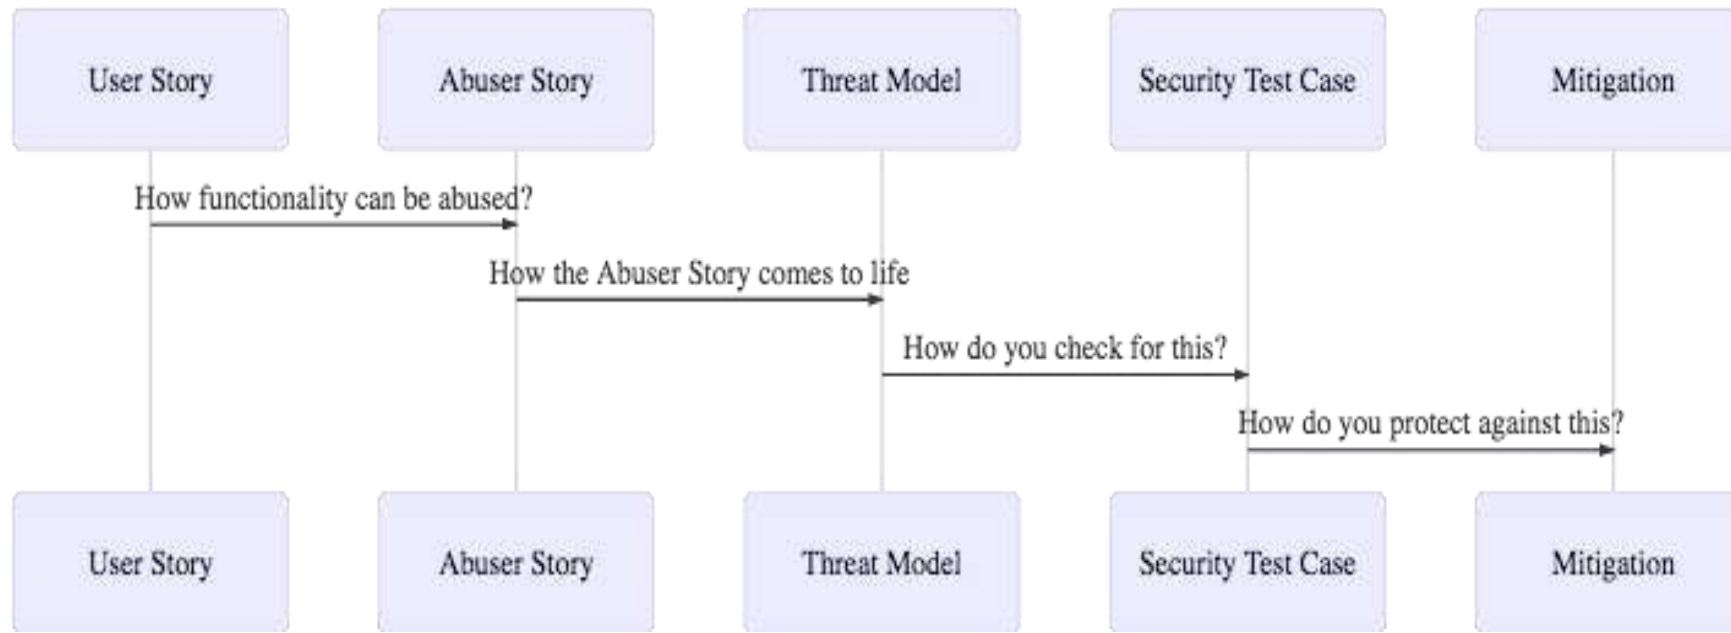 User Story
Abuser Story
Threat Model
Security Test Case
Mitigation
How functionality can be abused?
How the Abuser Story comes to life
How do you check for this?
How do you protect against this?
User Story
Abuser Story
Threat Model
Security Test Case
Mitigation